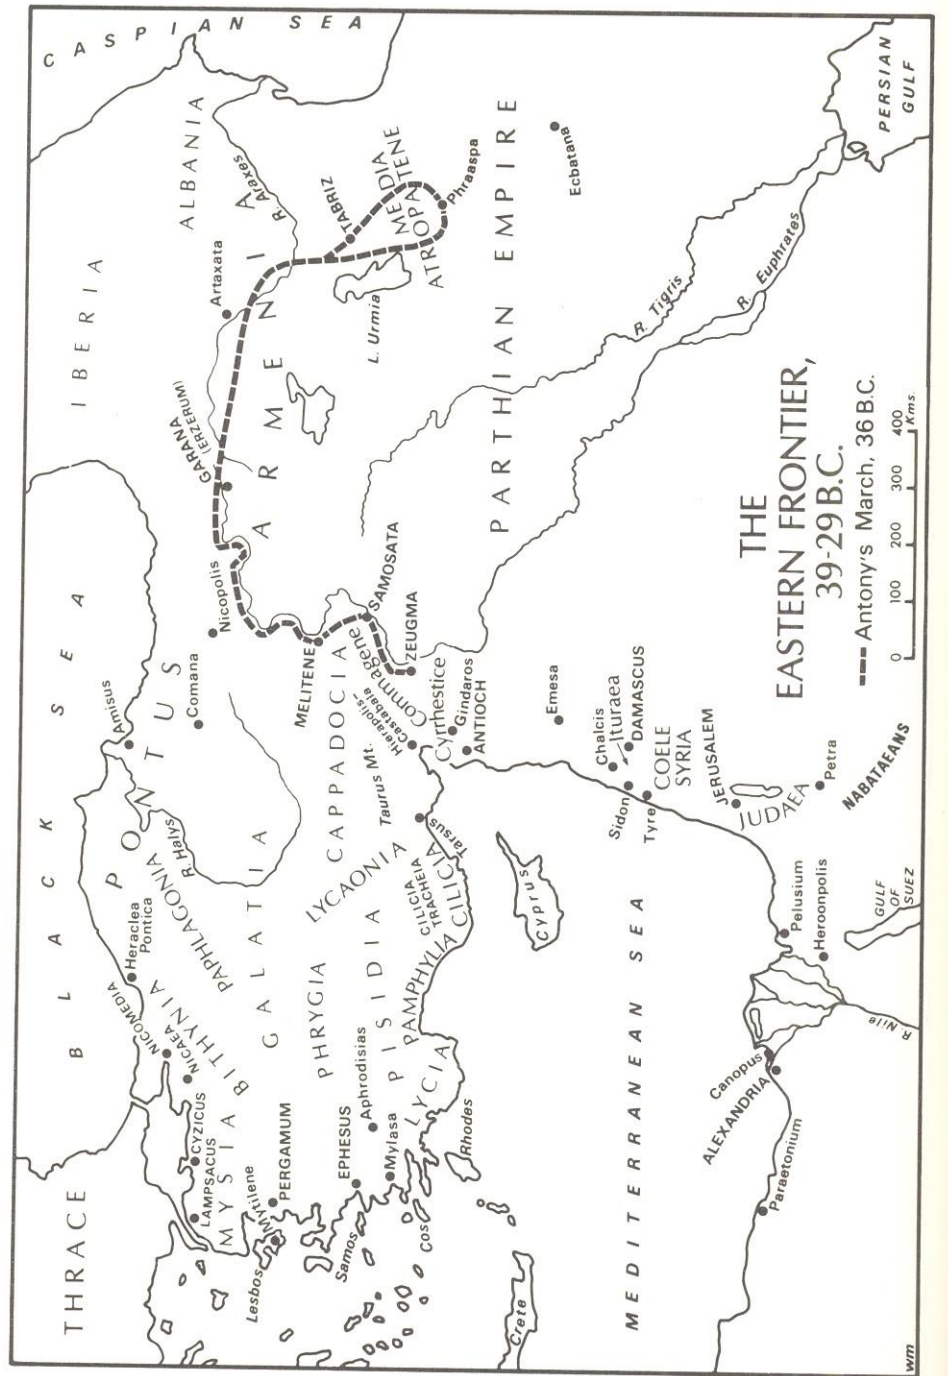 CASPIAN SEA
BLACK SEA
THRACE
IBERIA
ALBANIA
R. Araxes
Artaxata
ARMENIA
GARANA
(ERZERUM)
TABRIZ
MEDIA
ATROPATENE
Phraaspa
L. Urmia
Ecbatana
PARTHIAN EMPIRE
PERSIAN
GULF
R. Tigris
R. Euphrates
Amisus
PONTUS
Comana
Nicopolis
R. Halys
Heraclea
Pontica
PAPHLAGONIA
NICOMEDIA
NICAEA
BITHYNIA
CYZICUS
LAMPSACUS
MYSIA
GALATIA
PHRYGIA
LYCAONIA
CAPPADOCIA
MELITENE
SAMOSATA
Commagene
ZEUGMA
Hierapolis-
Castabala
Taurus Mt.
Cyrrhestice
Gindaros
ANTIOCH
Tarsus
CILICIA
TRACHEIA
CILICIA
PAMPHYLIA
PISIDIA
LYCIA
Lesbos
Mytilene
PERGAMUM
EPHESUS
Samos
Aphrodisias
Mylasa
Cos
Rhodes
Crete
Cyprus
MEDITERRANEAN SEA
Emesa
Chalcis
Ituraea
DAMASCUS
Sidon
Tyre
COELE
SYRIA
JERUSALEM
JUDAEA
Petra
NABATAEANS
Pelusium
Heroonpolis
GULF
OF
SUEZ
R. Nile
Canopus
ALEXANDRIA
Paraetonium
THE
EASTERN FRONTIER,
39-29 B.C.
Antony's March, 36 B.C.
0 100 200 300 400
Kms.
wm